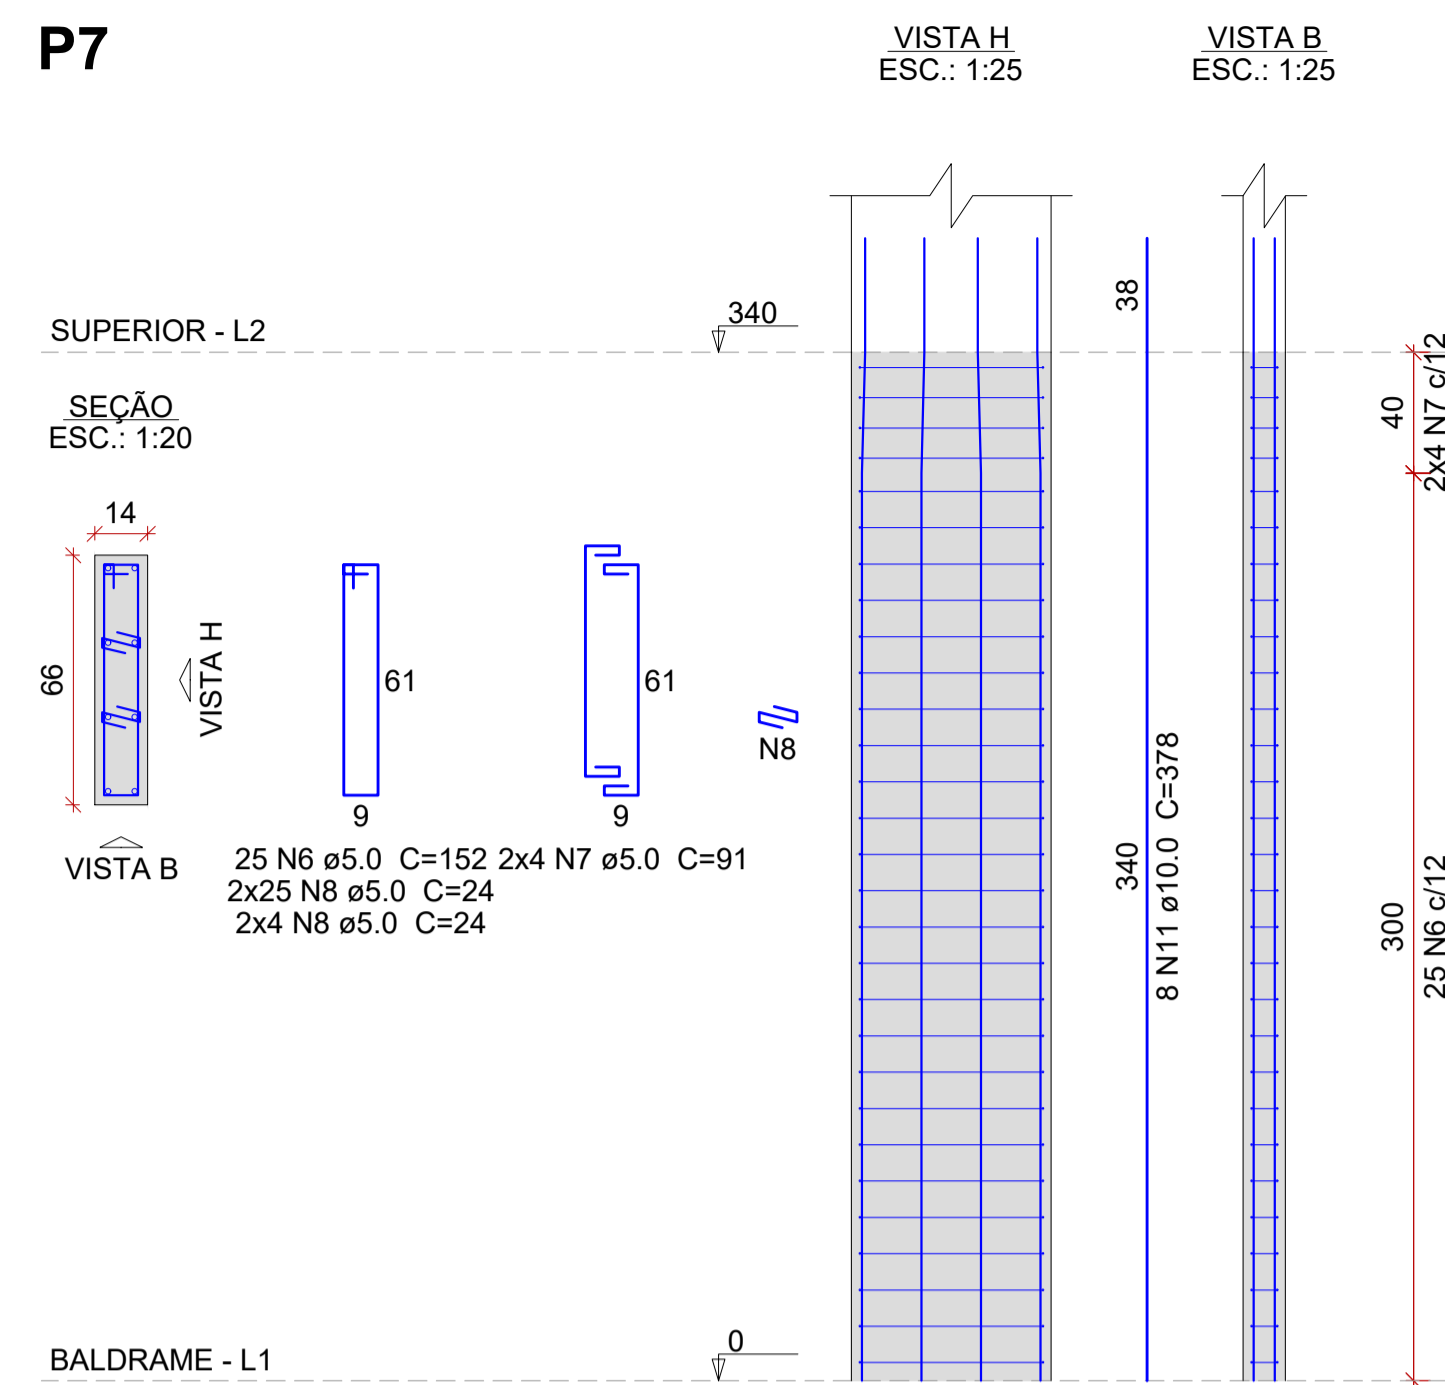 P7
VISTA H
ESC.: 1:25
VISTA B
ESC.: 1:25
SUPERIOR - L2
340
38
SEÇÃO
ESC.: 1:20
14
66
VISTA H
VISTA B
61
9
61
9
N8
25 N6 ø5.0 C=152
2x4 N7 ø5.0 C=91
2x25 N8 ø5.0 C=24
2x4 N8 ø5.0 C=24
340
8 N11 ø10.0 C=378
40
2x4 N7 c/12
300
25 N6 c/12
BALDRAME - L1
0